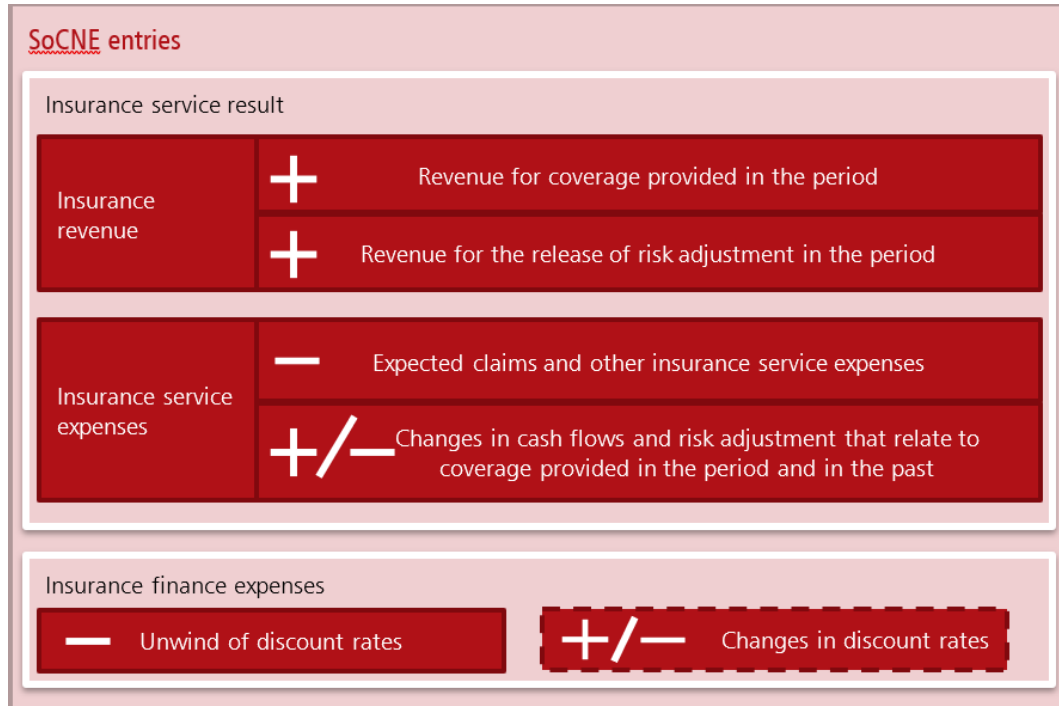 SoCNE entries
Insurance service result
Insurance
revenue
+ Revenue for coverage provided in the period
+ Revenue for the release of risk adjustment in the period
Insurance service
expenses
− Expected claims and other insurance service expenses
+/− Changes in cash flows and risk adjustment that relate to
coverage provided in the period and in the past
Insurance finance expenses
− Unwind of discount rates
+/− Changes in discount rates